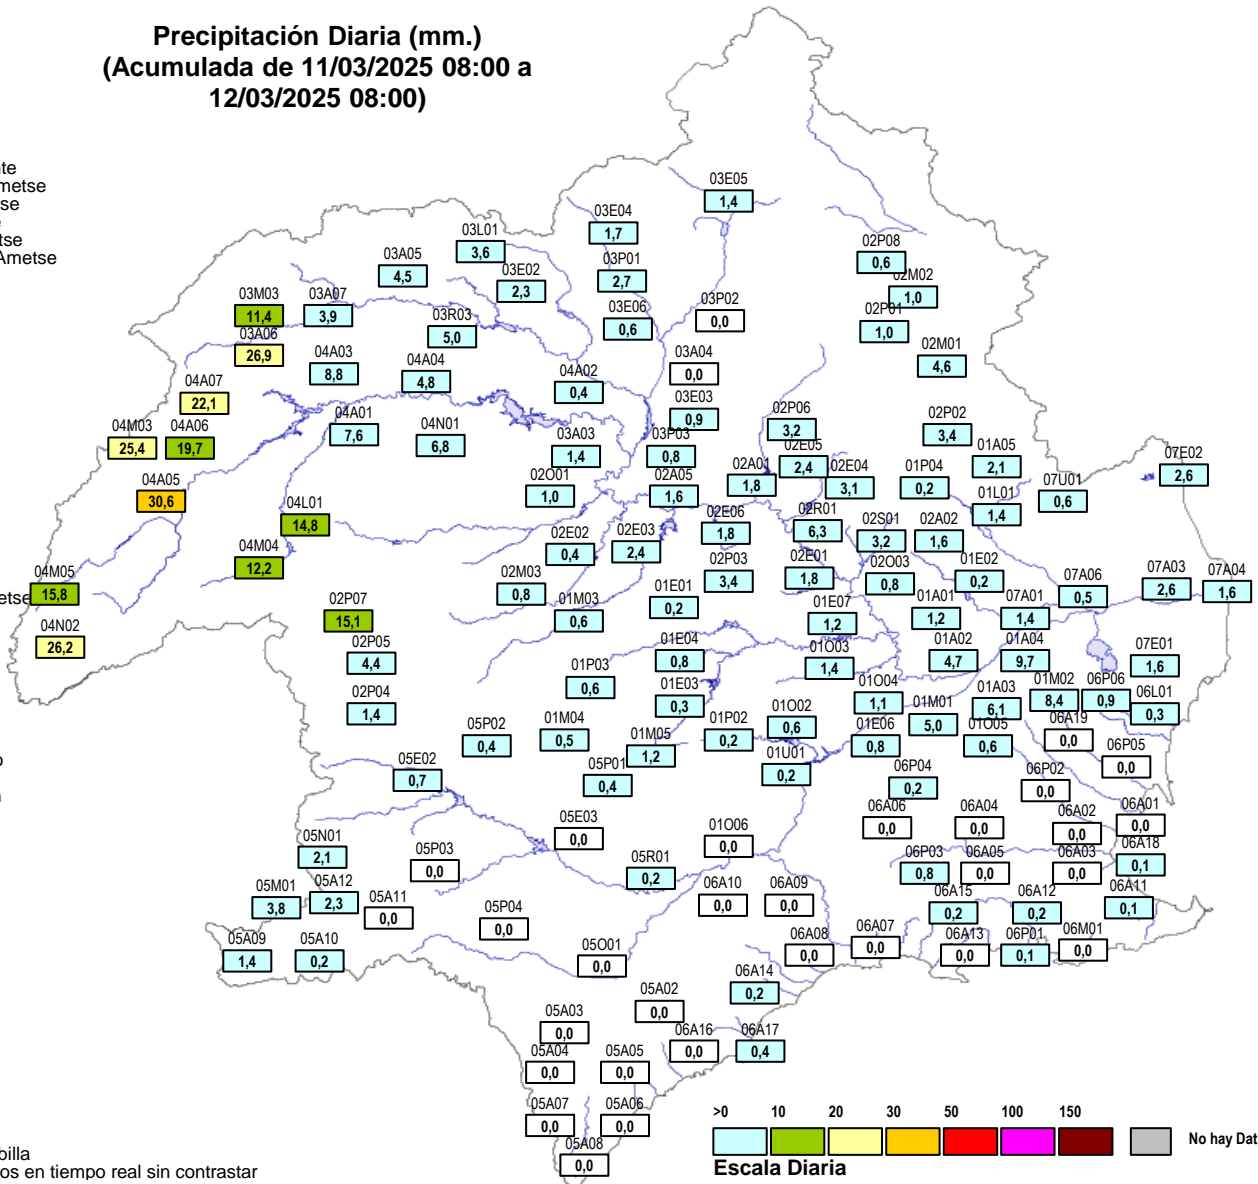 Precipitación Diaria (mm.)
(Acumulada de 11/03/2025 08:00 a
12/03/2025 08:00)
03E05
1,4
03E04
1,7
03L01
3,6
03A05
4,5
03P01
2,7
03E02
2,3
02P08
0,6
02M02
1,0
03M03
11,4
03A07
3,9
03R03
5,0
03E06
0,6
03P02
0,0
02P01
1,0
03A06
26,9
04A03
8,8
04A04
4,8
04A02
0,4
03A04
0,0
02M01
4,6
04A07
22,1
03E03
0,9
04M03
25,4
04A06
19,7
04A01
7,6
04N01
6,8
03A03
1,4
03P03
0,8
02P06
3,2
02P02
3,4
02E05
2,4
01A05
2,1
07E02
2,6
04A05
30,6
02O01
1,0
02A05
1,6
02A01
1,8
02E04
3,1
01P04
0,2
07U01
0,6
01L01
1,4
04L01
14,8
02E06
1,8
02R01
6,3
02S01
3,2
02A02
1,6
02E02
0,4
02E03
2,4
04M04
12,2
04M05
15,8
02M03
0,8
02P03
3,4
02E01
1,8
02O03
0,8
01E02
0,2
07A06
0,5
07A03
2,6
07A04
1,6
02P07
15,1
01M03
0,6
01E01
0,2
01E07
1,2
01A01
1,2
07A01
1,4
04N02
26,2
02P05
4,4
01E04
0,8
01O03
1,4
01A02
4,7
01A04
9,7
07E01
1,6
01P03
0,6
01E03
0,3
01O04
1,1
01A03
6,1
01M02
8,4
06P06
0,9
06L01
0,3
02P04
1,4
05P02
0,4
01M04
0,5
01M05
1,2
01P02
0,2
01O02
0,6
01E06
0,8
01M01
5,0
01O05
0,6
06A19
0,0
06P05
0,0
05E02
0,7
05P01
0,4
01U01
0,2
06P04
0,2
06P02
0,0
05E03
0,0
01O06
0,0
06A06
0,0
06A04
0,0
06A02
0,0
06A01
0,0
05N01
2,1
05P03
0,0
05R01
0,2
06P03
0,8
06A05
0,0
06A03
0,0
06A18
0,1
05M01
3,8
05A12
2,3
05A11
0,0
05P04
0,0
06A10
0,0
06A09
0,0
06A15
0,2
06A12
0,2
06A11
0,1
05A09
1,4
05A10
0,2
05O01
0,0
06A08
0,0
06A07
0,0
06A13
0,0
06P01
0,1
06M01
0,0
06A14
0,2
05A02
0,0
05A03
0,0
06A16
0,0
06A17
0,4
05A04
0,0
05A05
0,0
05A07
0,0
05A06
0,0
05A08
0,0
>0 10 20 30 50 100 150
No hay Dat
Escala Diaria
billa
os en tiempo real sin contrastar